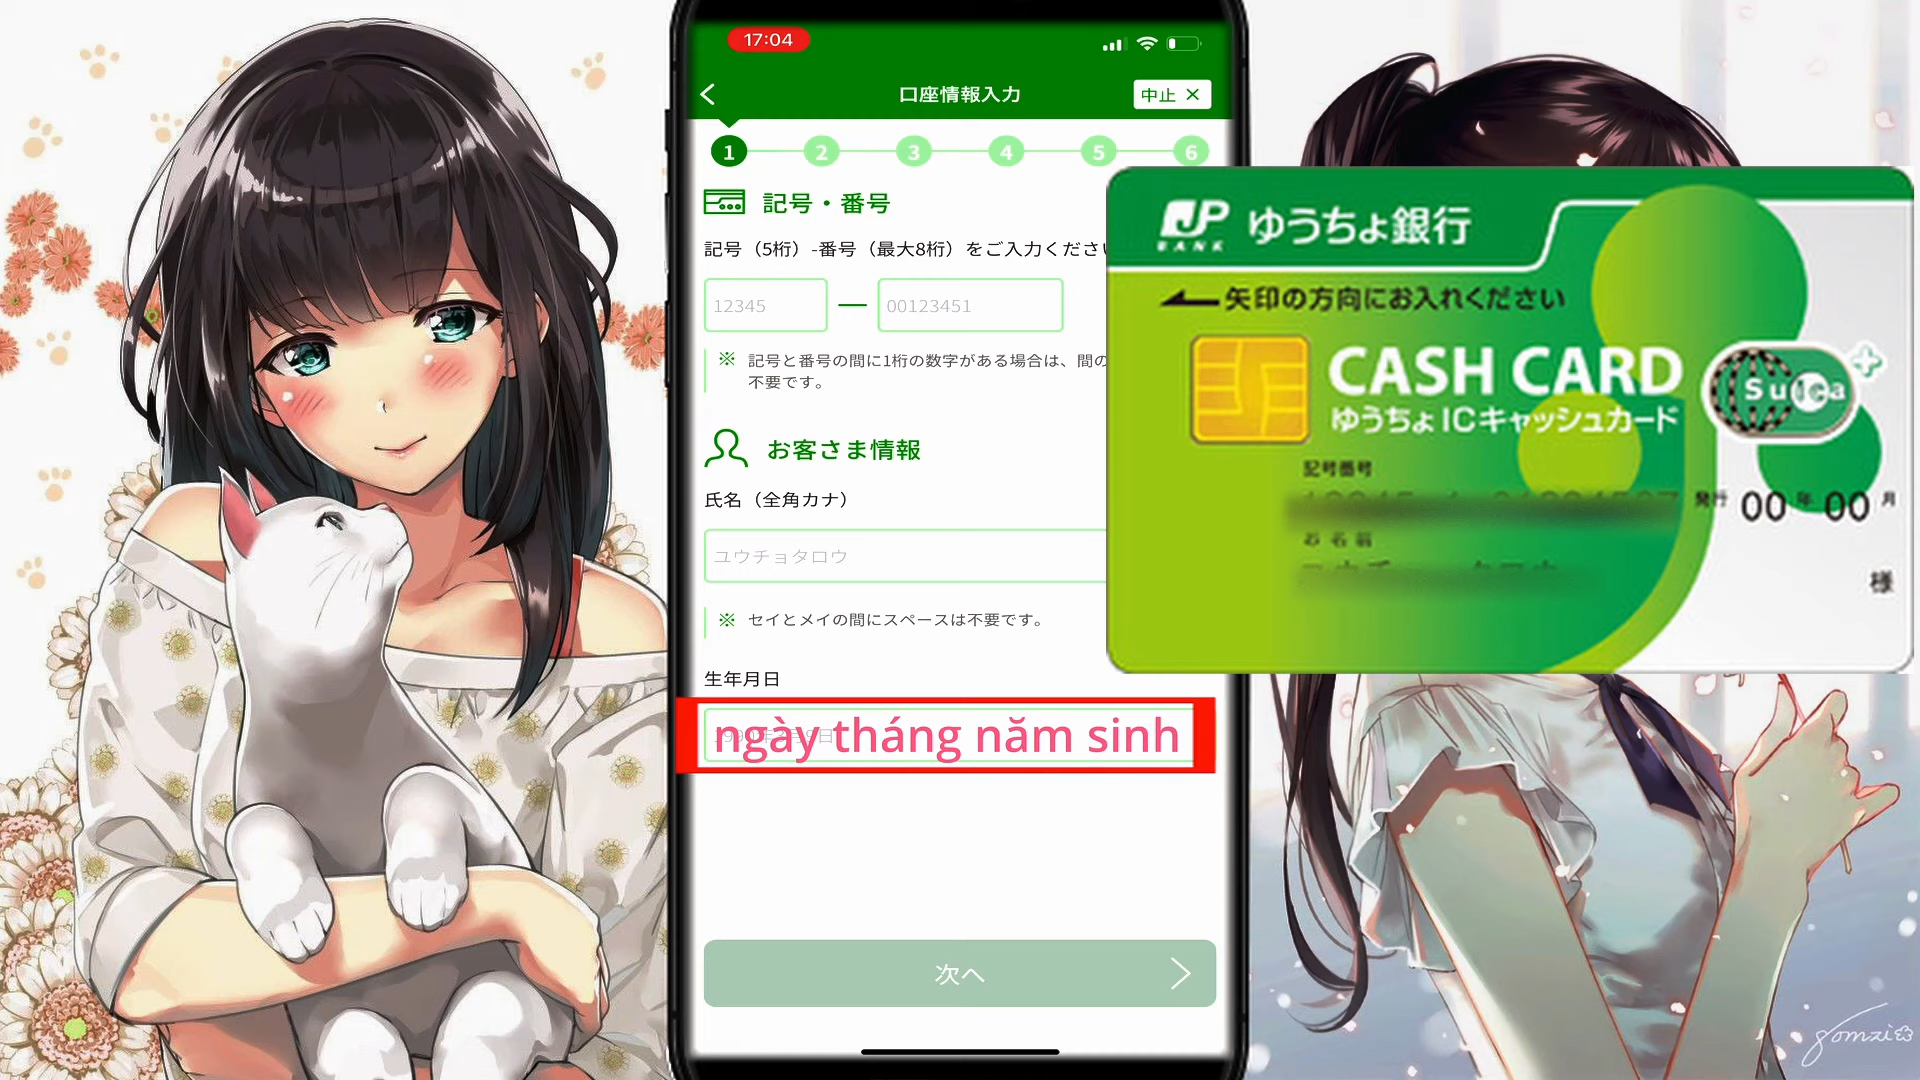 17:04
口座情報入力
中止 ×
1 2 3 4 5 6
記号・番号
記号（5桁）-番号（最大8桁）をご入力ください
12345 — 00123451
※ 記号と番号の間に1桁の数字がある場合は、間の
不要です。
お客さま情報
氏名（全角カナ）
ユウチョタロウ
※ セイとメイの間にスペースは不要です。
生年月日
ngày tháng năm sinh
次へ
JP BANK ゆうちょ銀行
矢印の方向にお入れください
CASH CARD
ゆうちょICキャッシュカード
Suica
記号番号
発行 00 年 00 月
お名前
様
gomzi